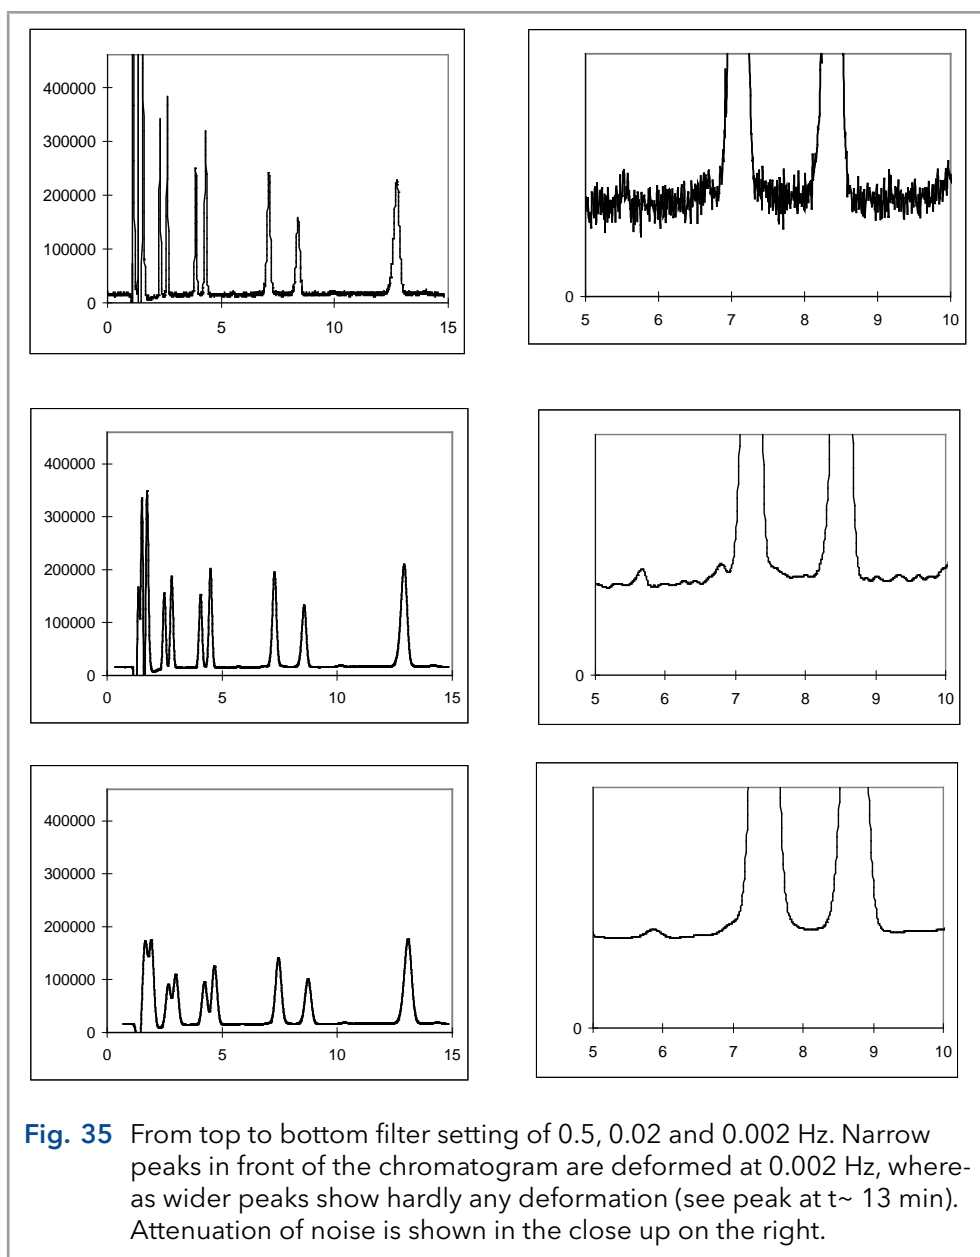 400000
300000
200000
100000
0
0 5 10 15
0
5 6 7 8 9 10
400000
300000
200000
100000
0
0 5 10 15
0
5 6 7 8 9 10
400000
300000
200000
100000
0
0 5 10 15
0
5 6 7 8 9 10
Fig. 35 From top to bottom filter setting of 0.5, 0.02 and 0.002 Hz. Narrow
peaks in front of the chromatogram are deformed at 0.002 Hz, where-
as wider peaks show hardly any deformation (see peak at t~ 13 min).
Attenuation of noise is shown in the close up on the right.